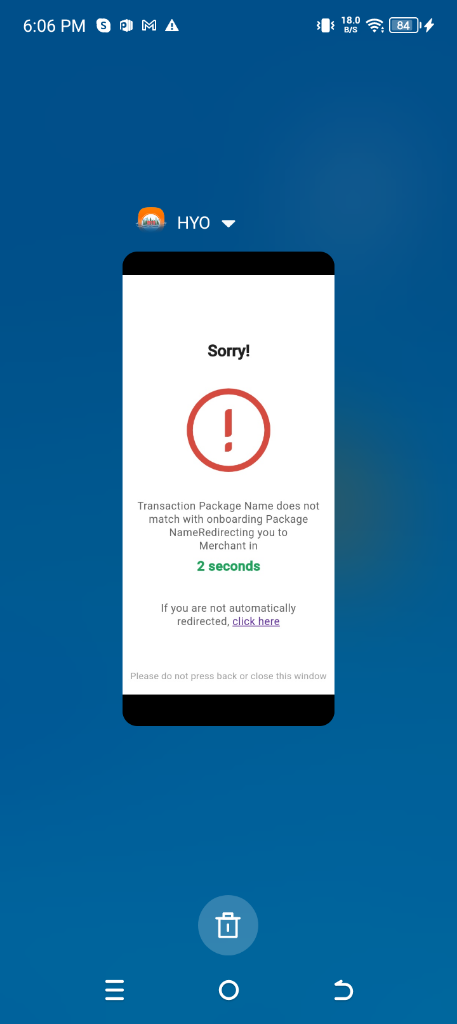 6:06 PM
18.0
B/S
84
HYO
Sorry!
Transaction Package Name does not
match with onboarding Package
NameRedirecting you to
Merchant in
2 seconds
If you are not automatically
redirected, click here
Please do not press back or close this window